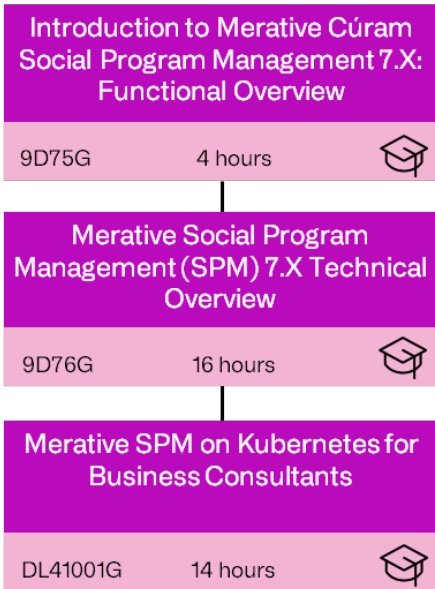 Introduction to Merative Cúram
Social Program Management 7.X:
Functional Overview
9D75G 4 hours
Merative Social Program
Management (SPM) 7.X Technical
Overview
9D76G 16 hours
Merative SPM on Kubernetes for
Business Consultants
DL41001G 14 hours